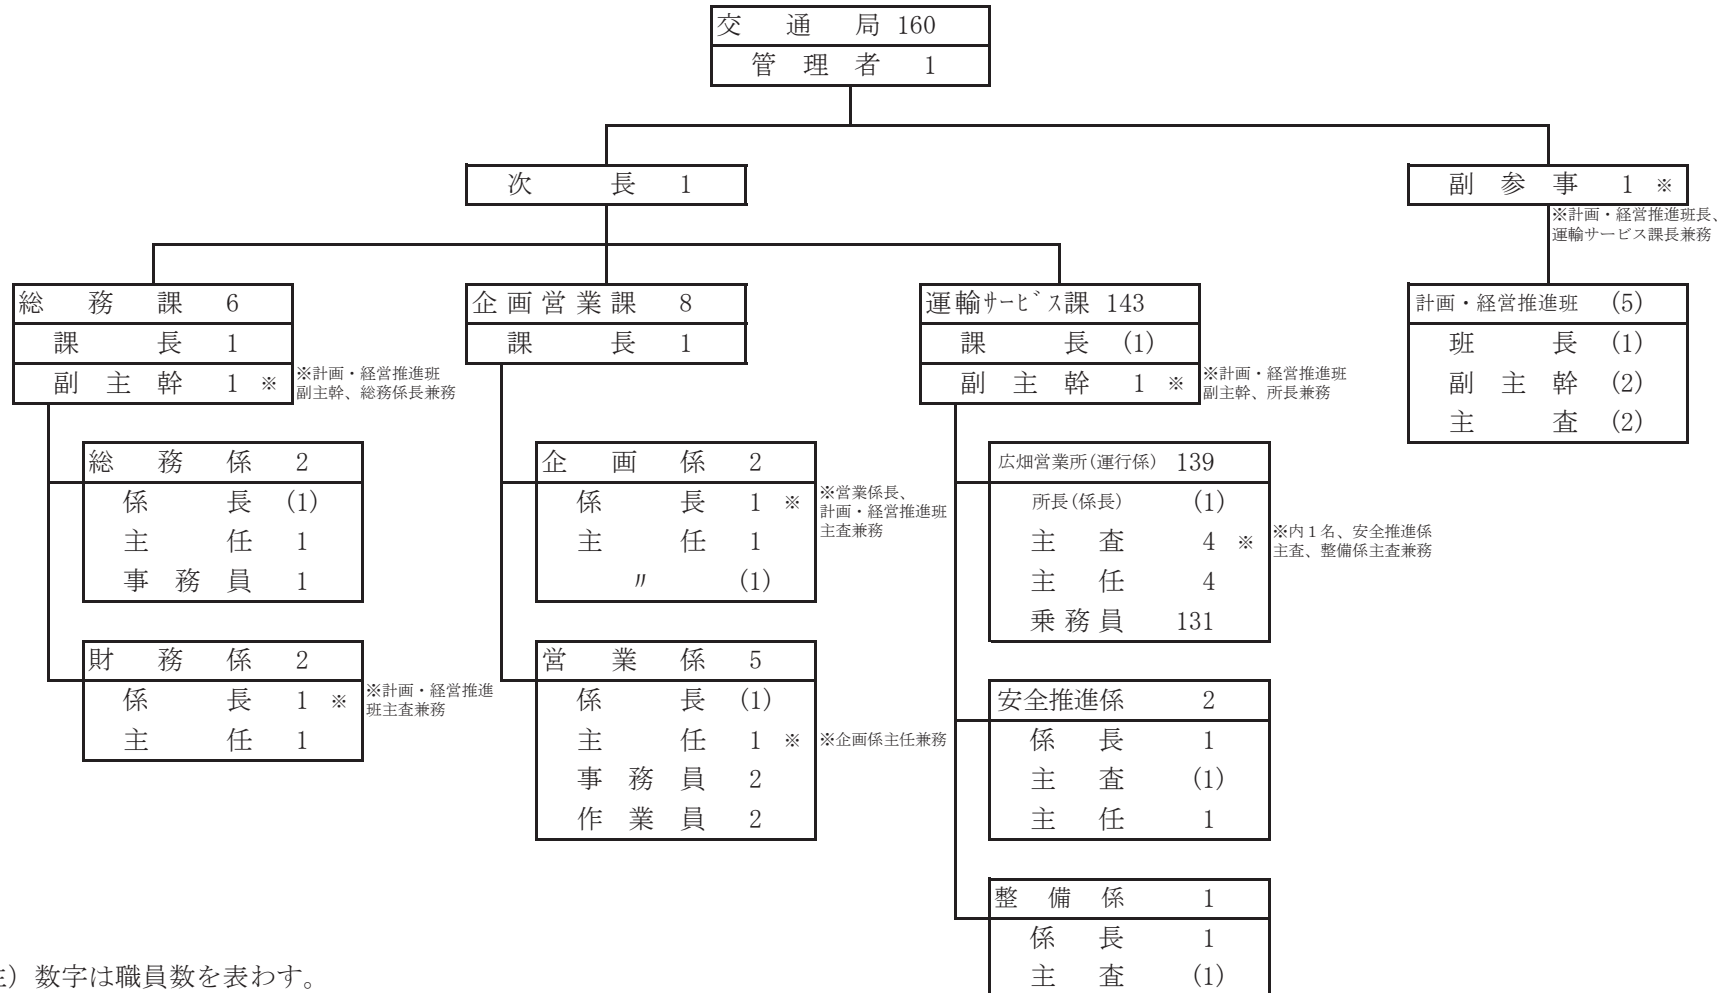 交通局 160
管理者 1
次長 1
副参事 1 ※
※計画・経営推進班長、
運輸サービス課長兼務
総務課 6
課長 1
副主幹 1 ※
※計画・経営推進班
副主幹、総務係長兼務
総務係 2
係長 (1)
主任 1
事務員 1
財務係 2
係長 1 ※
※計画・経営推進
班主査兼務
主任 1
企画営業課 8
課長 1
企画係 2
係長 1 ※
※営業係長、
計画・経営推進班
主査兼務
主任 1
〃 (1)
営業係 5
係長 (1)
主任 1 ※
※企画係主任兼務
事務員 2
作業員 2
運輸サービス課 143
課長 (1)
副主幹 1 ※
※計画・経営推進班
副主幹、所長兼務
広畑営業所(運行係) 139
所長(係長) (1)
主査 4 ※
※内１名、安全推進係
主査、整備係主査兼務
主任 4
乗務員 131
安全推進係 2
係長 1
主査 (1)
主任 1
整備係 1
係長 1
主査 (1)
計画・経営推進班 (5)
班長 (1)
副主幹 (2)
主査 (2)
注）数字は職員数を表わす。